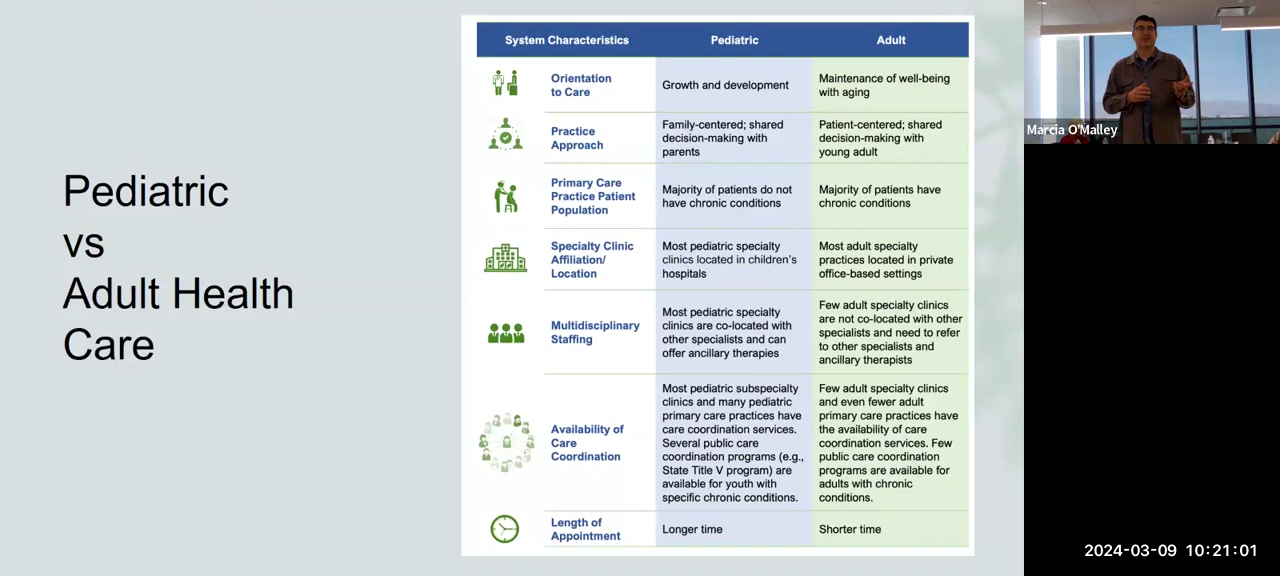 Pediatric
vs
Adult Health
Care
System Characteristics
Pediatric
Adult
Orientation
to Care
Growth and development
Maintenance of well-being
with aging
Practice
Approach
Family-centered; shared
decision-making with
parents
Patient-centered; shared
decision-making with
young adult
Primary Care
Practice Patient
Population
Majority of patients do not
have chronic conditions
Majority of patients have
chronic conditions
Specialty Clinic
Affiliation/
Location
Most pediatric specialty
clinics located in children's
hospitals
Most adult specialty
practices located in private
office-based settings
Multidisciplinary
Staffing
Most pediatric specialty
clinics are co-located with
other specialists and can
offer ancillary therapies
Few adult specialty clinics
are not co-located with other
specialists and need to refer
to other specialists and
ancillary therapists
Availability of
Care
Coordination
Most pediatric subspecialty
clinics and many pediatric
primary care practices have
care coordination services.
Several public care
coordination programs (e.g.,
State Title V program) are
available for youth with
specific chronic conditions.
Few adult specialty clinics
and even fewer adult
primary care practices have
the availability of care
coordination services. Few
public care coordination
programs are available for
adults with chronic
conditions.
Length of
Appointment
Longer time
Shorter time
Marcia O'Malley
2024-03-09 10:21:01